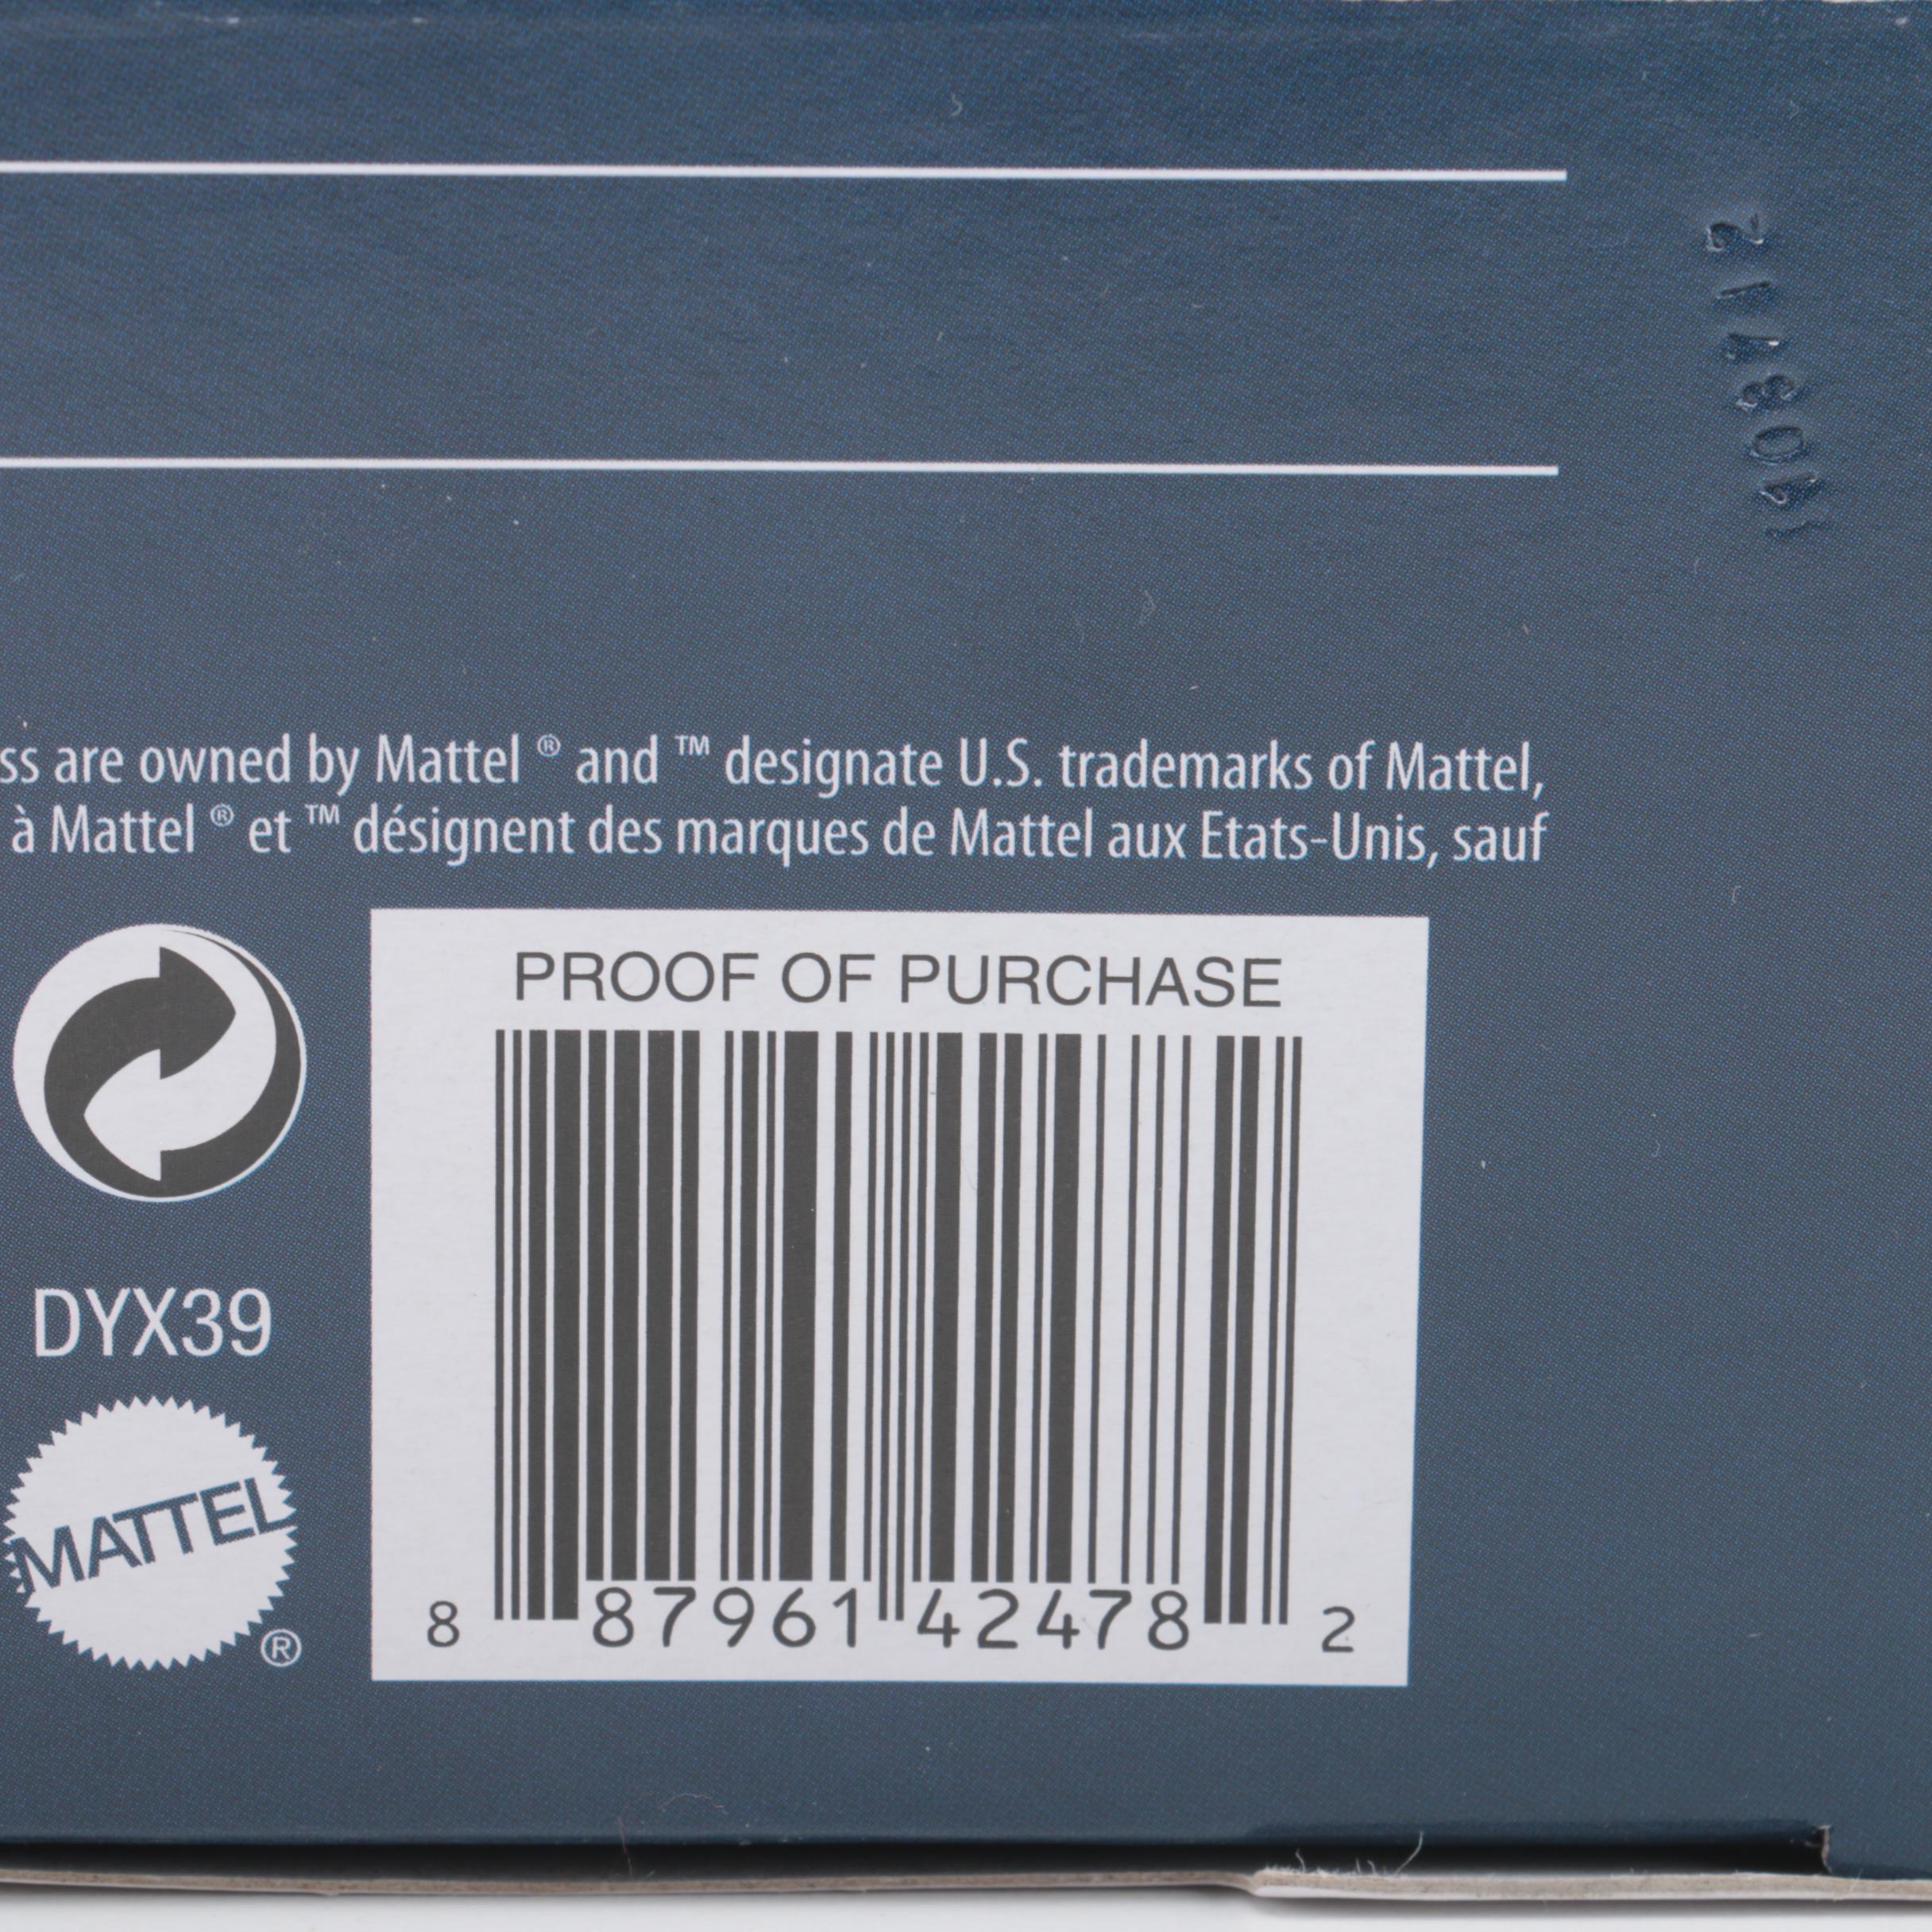 ss are owned by Mattel ® and ™ designate U.S. trademarks of Mattel,
à Mattel ® et ™ désignent des marques de Mattel aux Etats-Unis, sauf
PROOF OF PURCHASE
DYX39
MATTEL
®
8 87961 42478 2